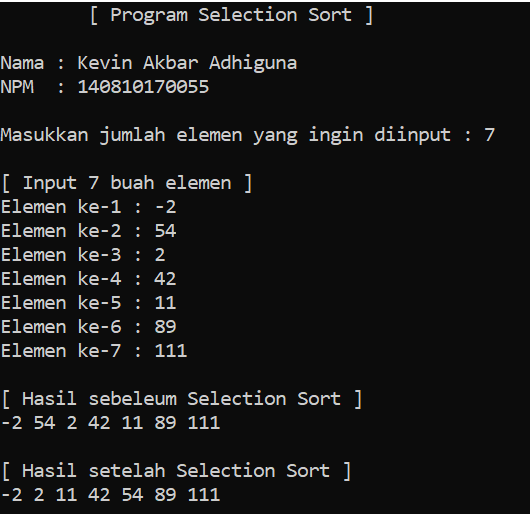 [ Program Selection Sort ]
Nama : Kevin Akbar Adhiguna
NPM  : 140810170055
Masukkan jumlah elemen yang ingin diinput : 7
[ Input 7 buah elemen ]
Elemen ke-1 : -2
Elemen ke-2 : 54
Elemen ke-3 : 2
Elemen ke-4 : 42
Elemen ke-5 : 11
Elemen ke-6 : 89
Elemen ke-7 : 111
[ Hasil sebeleum Selection Sort ]
-2 54 2 42 11 89 111
[ Hasil setelah Selection Sort ]
-2 2 11 42 54 89 111